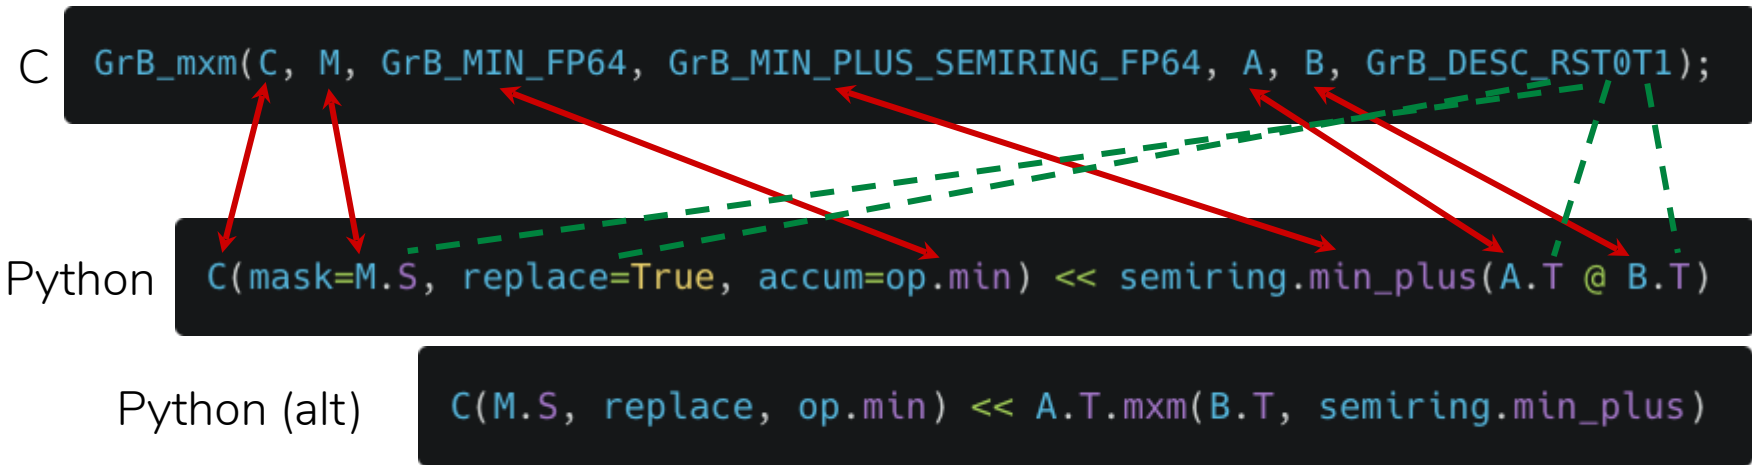 C GrB_mxm(C, M, GrB_MIN_FP64, GrB_MIN_PLUS_SEMIRING_FP64, A, B, GrB_DESC_RST0T1);
Python C(mask=M.S, replace=True, accum=op.min) << semiring.min_plus(A.T @ B.T)
Python (alt) C(M.S, replace, op.min) << A.T.mxm(B.T, semiring.min_plus)